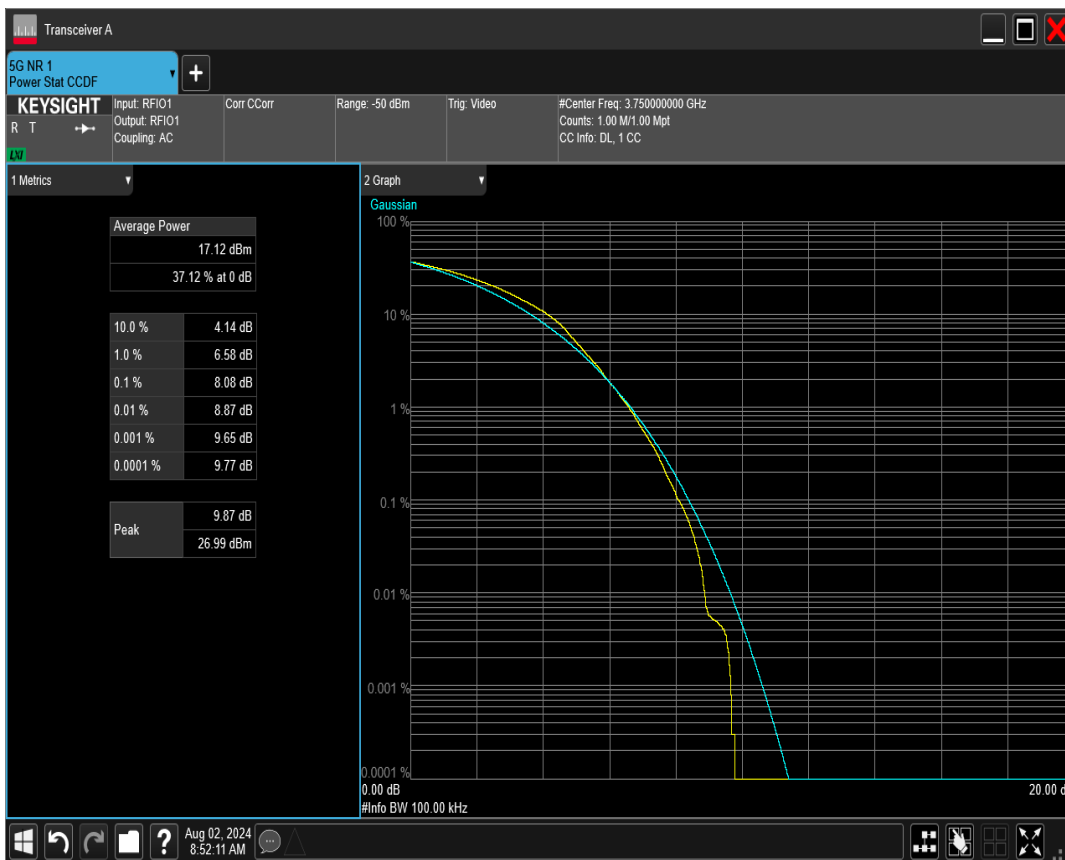 Transceiver A
5G NR 1
Power Stat CCDF
+
KEYSIGHT
R T
LXI
Input: RFIO1
Output: RFIO1
Coupling: AC
Corr CCorr
Range: -50 dBm
Trig: Video
#Center Freq: 3.750000000 GHz
Counts: 1.00 M/1.00 Mpt
CC Info: DL, 1 CC
1 Metrics
Average Power
17.12 dBm
37.12 % at 0 dB
10.0 % 4.14 dB
1.0 % 6.58 dB
0.1 % 8.08 dB
0.01 % 8.87 dB
0.001 % 9.65 dB
0.0001 % 9.77 dB
Peak
9.87 dB
26.99 dBm
2 Graph
Gaussian
100 %
10 %
1 %
0.1 %
0.01 %
0.001 %
0.0001 %
0.00 dB
20.00 d
#Info BW 100.00 kHz
?
Aug 02, 2024
8:52:11 AM